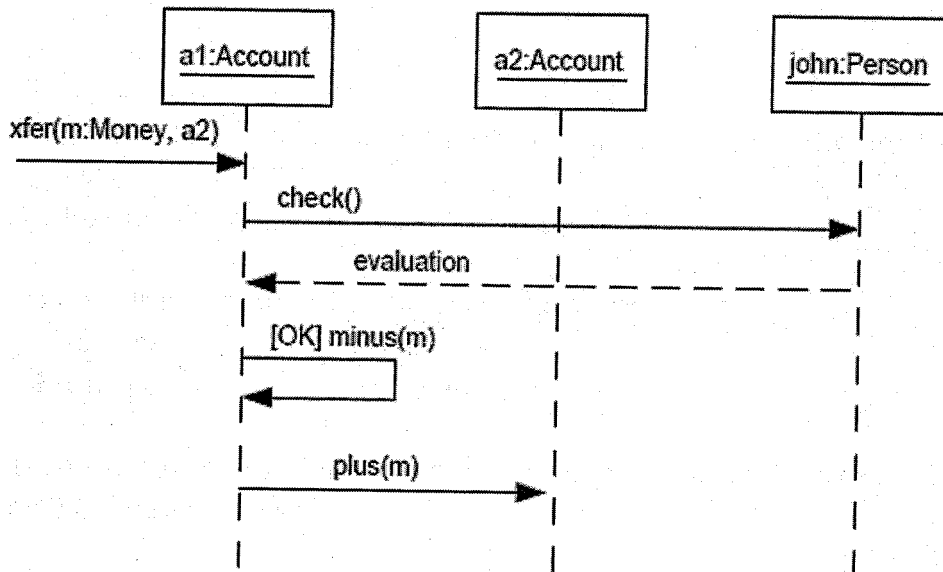 a1:Account
a2:Account
john:Person
xfer(m:Money, a2)
check()
evaluation
[OK] minus(m)
plus(m)